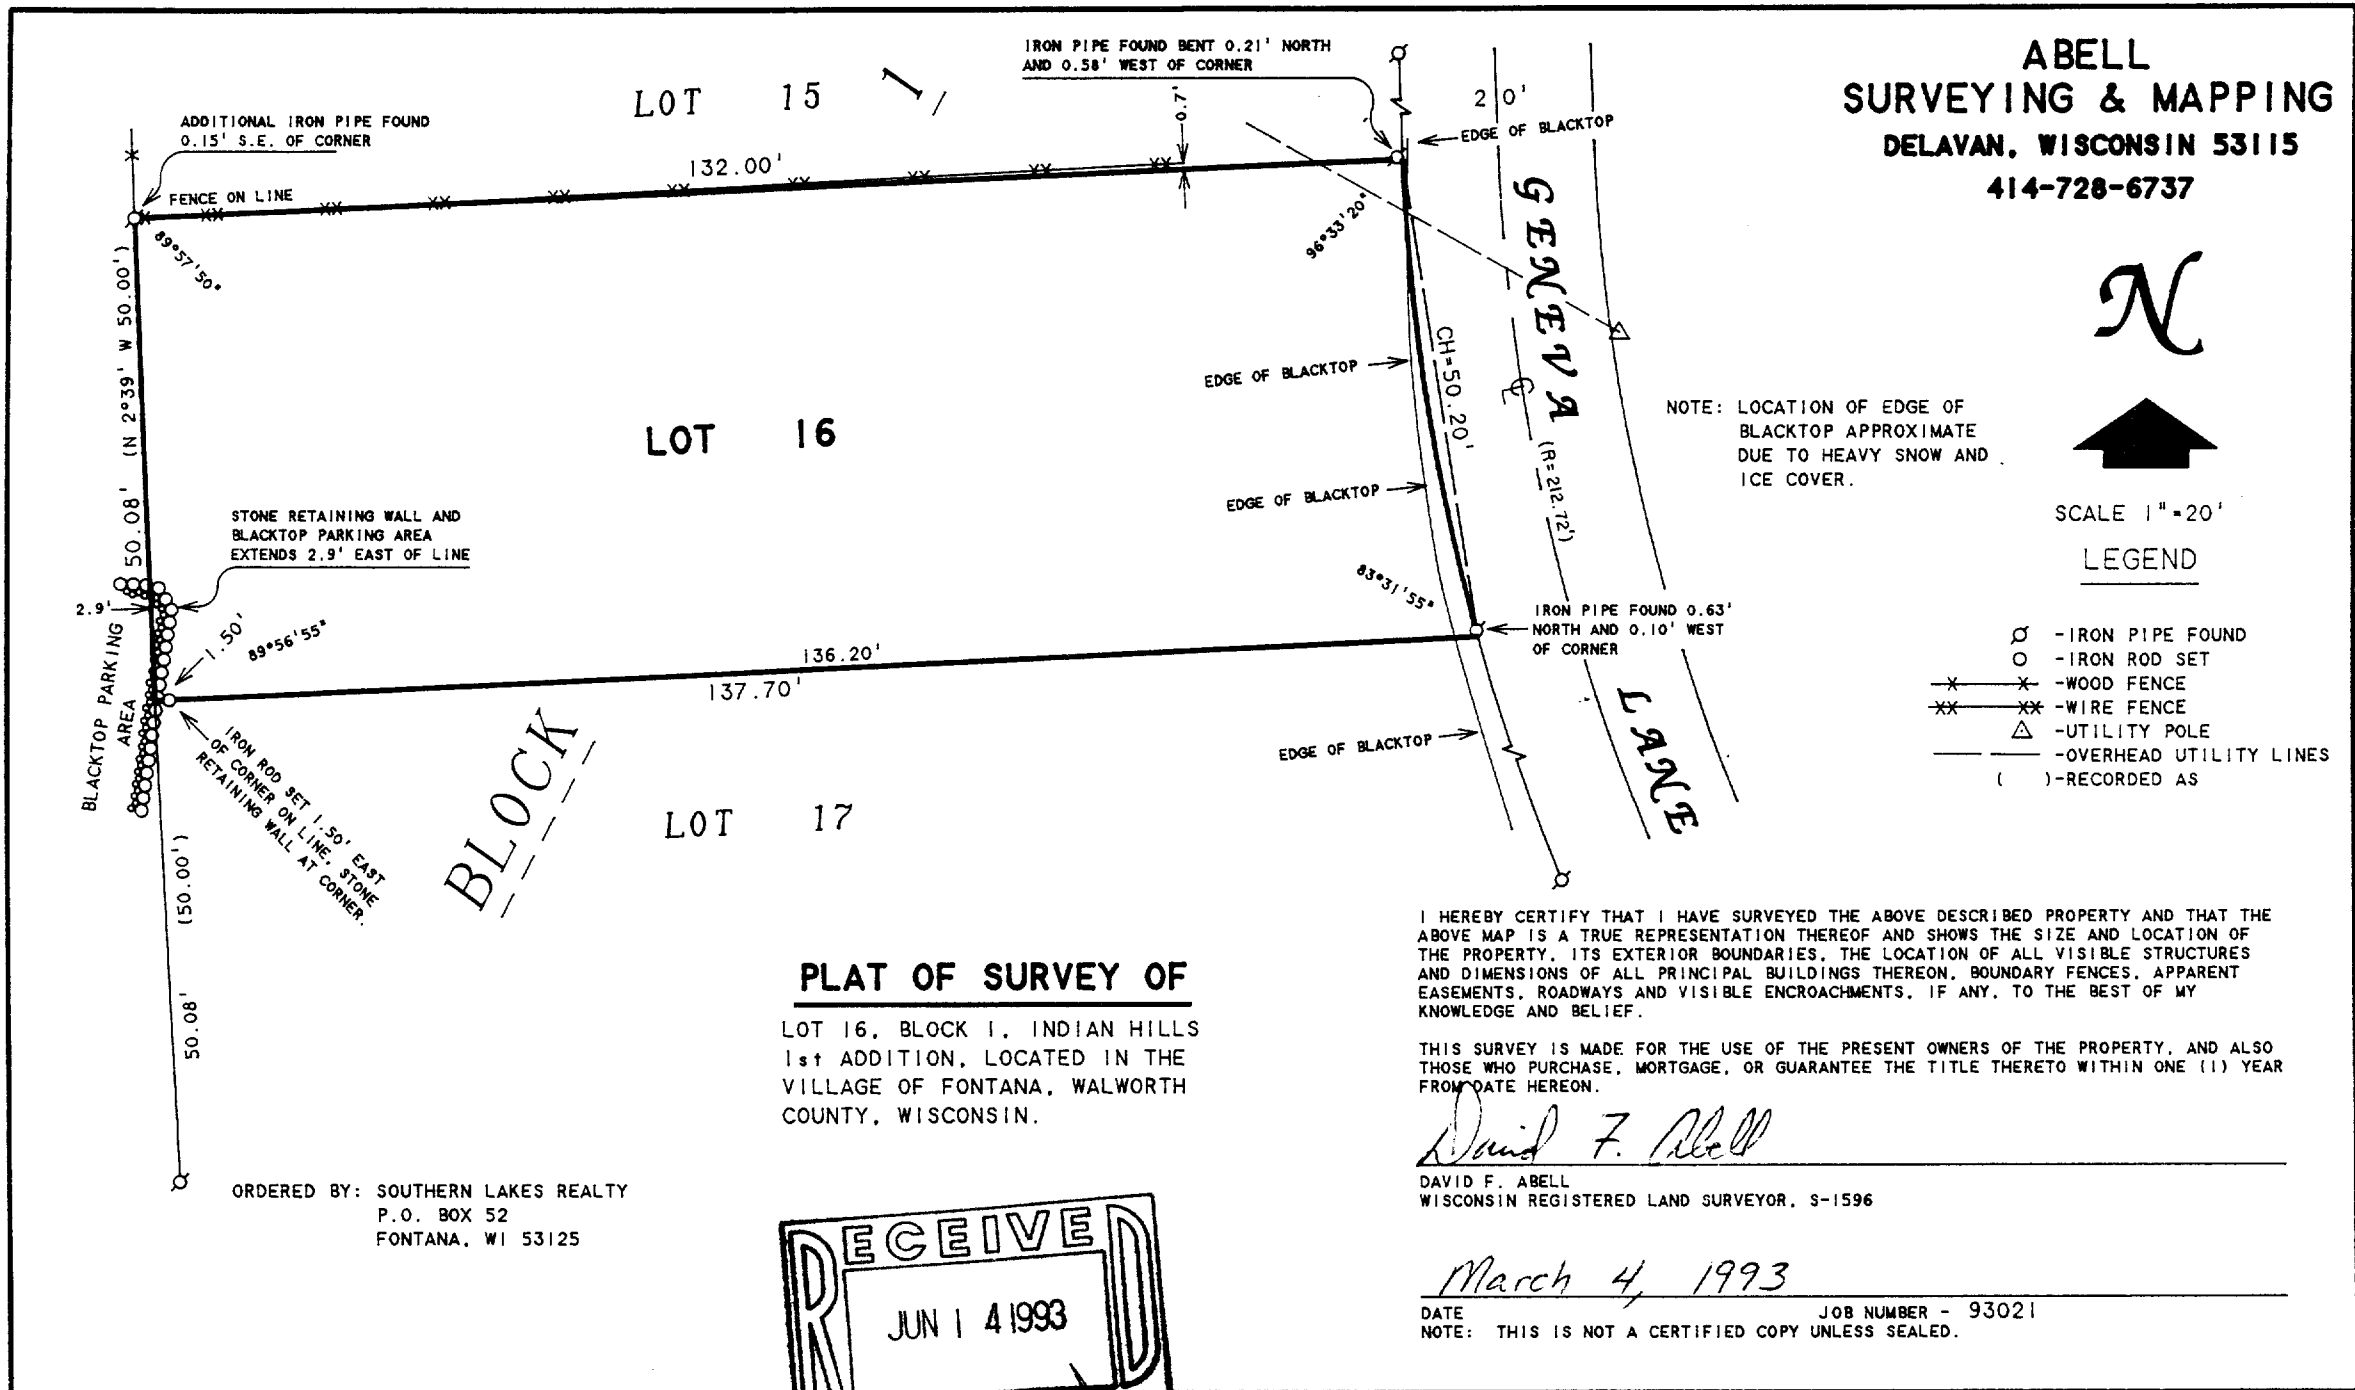 ABELL
SURVEYING & MAPPING
DELAVAN, WISCONSIN 53115
414-728-6737
N
IRON PIPE FOUND BENT 0.21' NORTH
AND 0.58' WEST OF CORNER
LOT 15
1
0.7'
20'
EDGE OF BLACKTOP
ADDITIONAL IRON PIPE FOUND
0.15' S.E. OF CORNER
132.00'
FENCE ON LINE
89°57'50"
96°33'20"
GENEVA
(N 2°39' W 50.00')
50.08'
CH=50.20'
EDGE OF BLACKTOP
(R=212.72')
LOT 16
EDGE OF BLACKTOP
NOTE: LOCATION OF EDGE OF
BLACKTOP APPROXIMATE
DUE TO HEAVY SNOW AND
ICE COVER.
SCALE 1"=20'
LEGEND
-IRON PIPE FOUND
-IRON ROD SET
-WOOD FENCE
-WIRE FENCE
-UTILITY POLE
-OVERHEAD UTILITY LINES
( )-RECORDED AS
STONE RETAINING WALL AND
BLACKTOP PARKING AREA
EXTENDS 2.9' EAST OF LINE
2.9'
1.50'
89°56'55"
83°31'55"
IRON PIPE FOUND 0.63'
NORTH AND 0.10' WEST
OF CORNER
136.20'
137.70'
BLACKTOP PARKING
AREA
IRON ROD SET 1.50' EAST
OF CORNER ON LINE, STONE
RETAINING WALL AT CORNER.
BLOCK
EDGE OF BLACKTOP
LANE
LOT 17
(50.00')
50.08'
PLAT OF SURVEY OF
LOT 16, BLOCK 1, INDIAN HILLS
1st ADDITION, LOCATED IN THE
VILLAGE OF FONTANA, WALWORTH
COUNTY, WISCONSIN.
I HEREBY CERTIFY THAT I HAVE SURVEYED THE ABOVE DESCRIBED PROPERTY AND THAT THE
ABOVE MAP IS A TRUE REPRESENTATION THEREOF AND SHOWS THE SIZE AND LOCATION OF
THE PROPERTY, ITS EXTERIOR BOUNDARIES, THE LOCATION OF ALL VISIBLE STRUCTURES
AND DIMENSIONS OF ALL PRINCIPAL BUILDINGS THEREON, BOUNDARY FENCES, APPARENT
EASEMENTS, ROADWAYS AND VISIBLE ENCROACHMENTS, IF ANY, TO THE BEST OF MY
KNOWLEDGE AND BELIEF.
THIS SURVEY IS MADE FOR THE USE OF THE PRESENT OWNERS OF THE PROPERTY, AND ALSO
THOSE WHO PURCHASE, MORTGAGE, OR GUARANTEE THE TITLE THERETO WITHIN ONE (1) YEAR
FROM DATE HEREON.
David F. Abell
DAVID F. ABELL
WISCONSIN REGISTERED LAND SURVEYOR, S-1596
March 4, 1993
DATE JOB NUMBER - 93021
NOTE: THIS IS NOT A CERTIFIED COPY UNLESS SEALED.
ORDERED BY: SOUTHERN LAKES REALTY
P.O. BOX 52
FONTANA, WI 53125
RECEIVED
JUN 14 1993